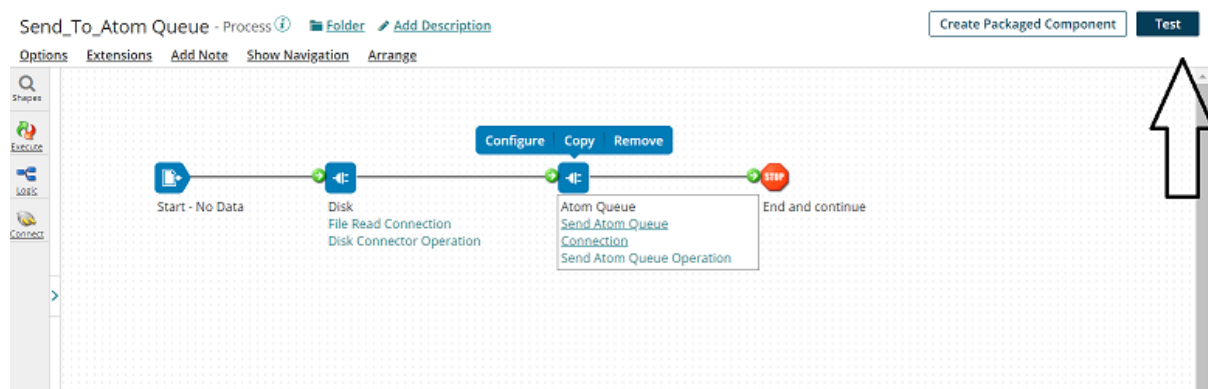 Send_To_Atom Queue - Process i Folder Add Description
Create Packaged Component Test
Options Extensions Add Note Show Navigation Arrange
Shapes
Execute
Logic
Connect
Configure Copy Remove
STOP
Start - No Data
Disk
File Read Connection
Disk Connector Operation
Atom Queue
Send Atom Queue
Connection
Send Atom Queue Operation
End and continue